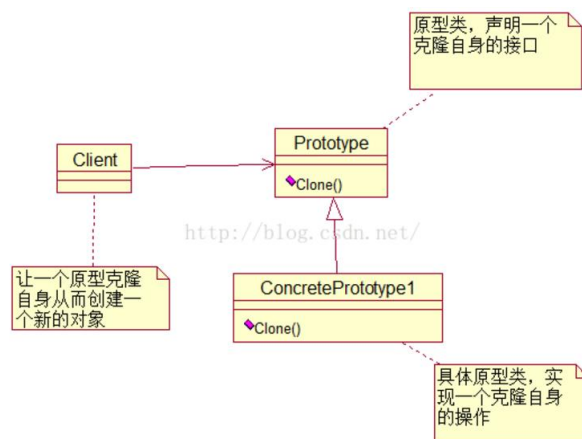 原型类，声明一个
克隆自身的接口
Prototype
Clone()
Client
http://blog.csdn.net/
让一个原型克隆
自身从而创建一
个新的对象
ConcretePrototype1
Clone()
具体原型类，实
现一个克隆自身
的操作